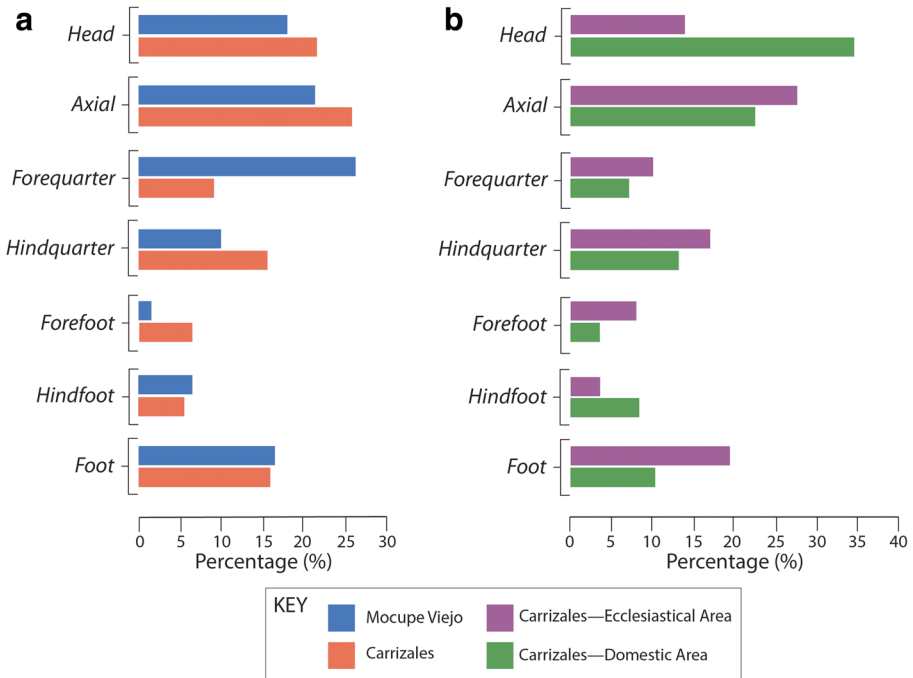 a
Head
Axial
Forequarter
Hindquarter
Forefoot
Hindfoot
Foot
0 5 10 15 20 25 30
Percentage (%)
b
Head
Axial
Forequarter
Hindquarter
Forefoot
Hindfoot
Foot
0 5 10 15 20 25 30 35 40
Percentage (%)
KEY
Mocupe Viejo
Carrizales
Carrizales—Ecclesiastical Area
Carrizales—Domestic Area